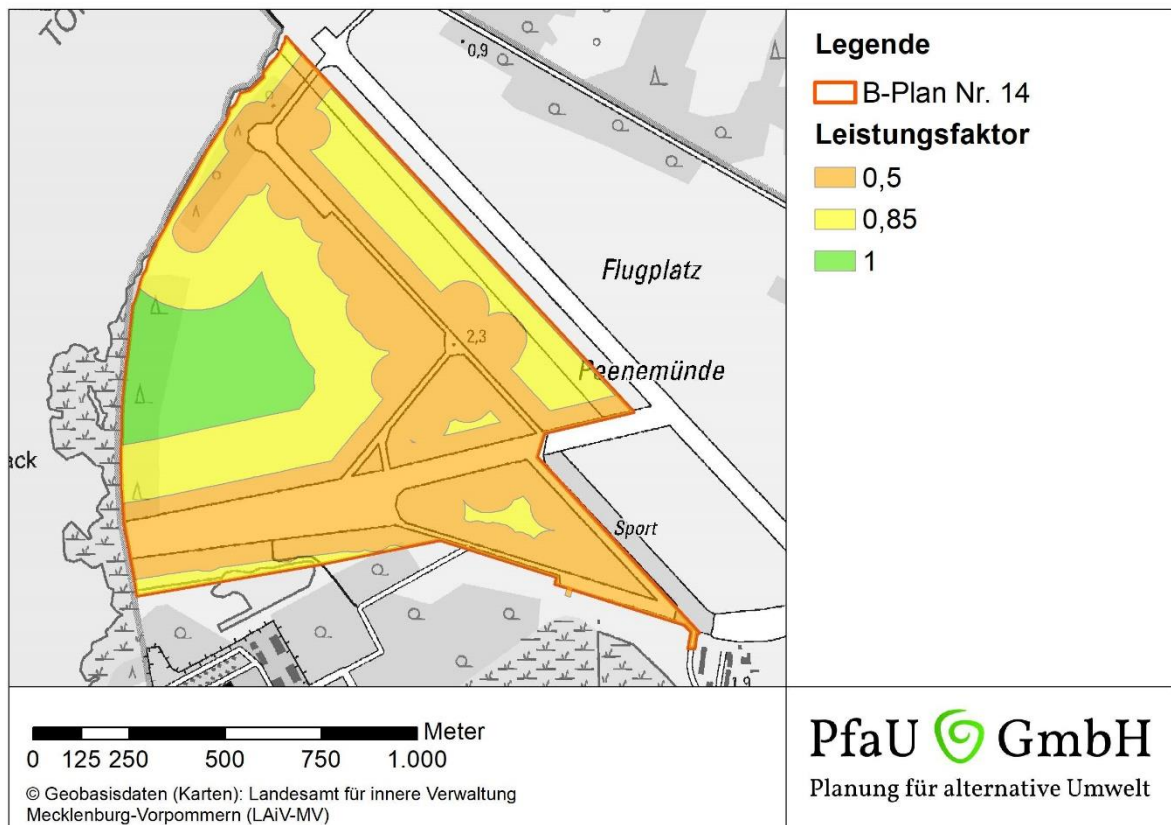 0,9
2,3
Flugplatz
Peenemünde
ack
Sport
Legende
B-Plan Nr. 14
Leistungsfaktor
0,5
0,85
1
Meter
0 125 250 500 750 1.000
© Geobasisdaten (Karten): Landesamt für innere Verwaltung
Mecklenburg-Vorpommern (LAiV-MV)
PfaU GmbH
Planung für alternative Umwelt